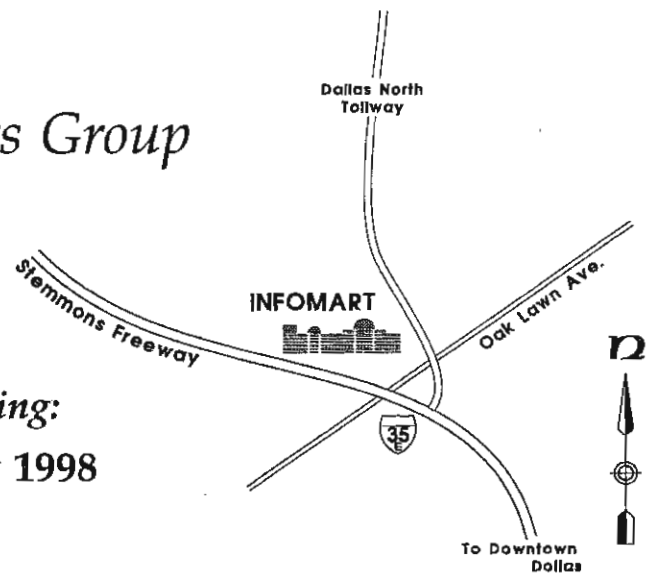 Dallas North
Tollway
s Group
Stemmons Freeway
INFOMART
Oak Lawn Ave.
n
ing:
1998
35
E
To Downtown
Dallas